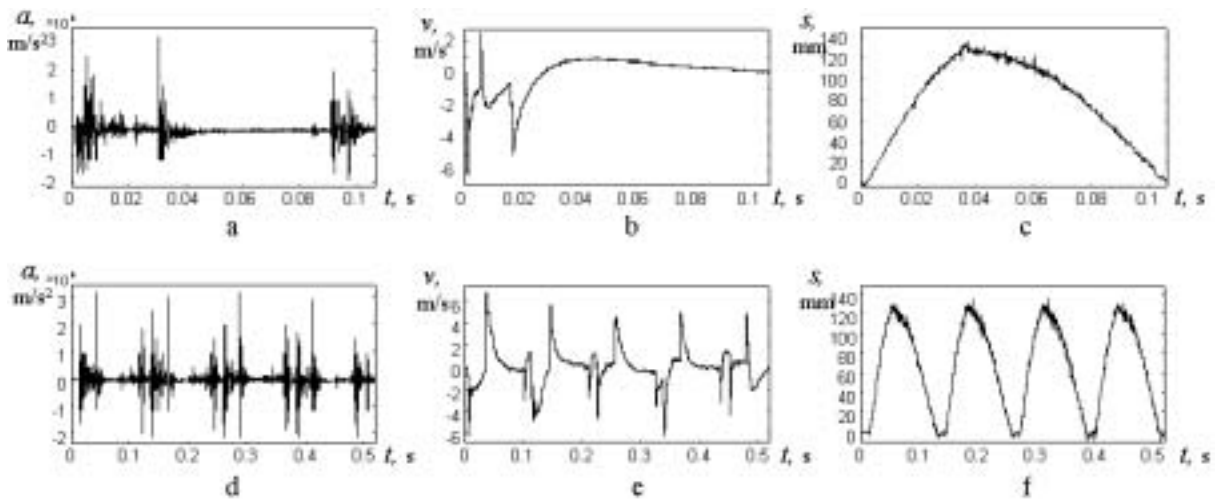 a, ×10⁴
m/s²
3
2
1
0
-1
-2
0 0.02 0.04 0.06 0.08 0.1 t, s
a
v,
m/s
2
0
-2
-4
-6
0 0.02 0.04 0.06 0.08 t, s
b
s,
mm
140
120
100
80
60
40
20
0
0 0.02 0.04 0.06 0.08 0.1 t, s
c
a,
m/s²
3
2
1
0
-1
-2
0 0.1 0.2 0.3 0.4 0.5 t, s
d
v,
m/s
6
4
2
0
-2
-4
-6
0 0.1 0.2 0.3 0.4 0.5 t, s
e
s,
mm
140
120
100
80
60
40
20
0
0 0.1 0.2 0.3 0.4 0.5 t, s
f